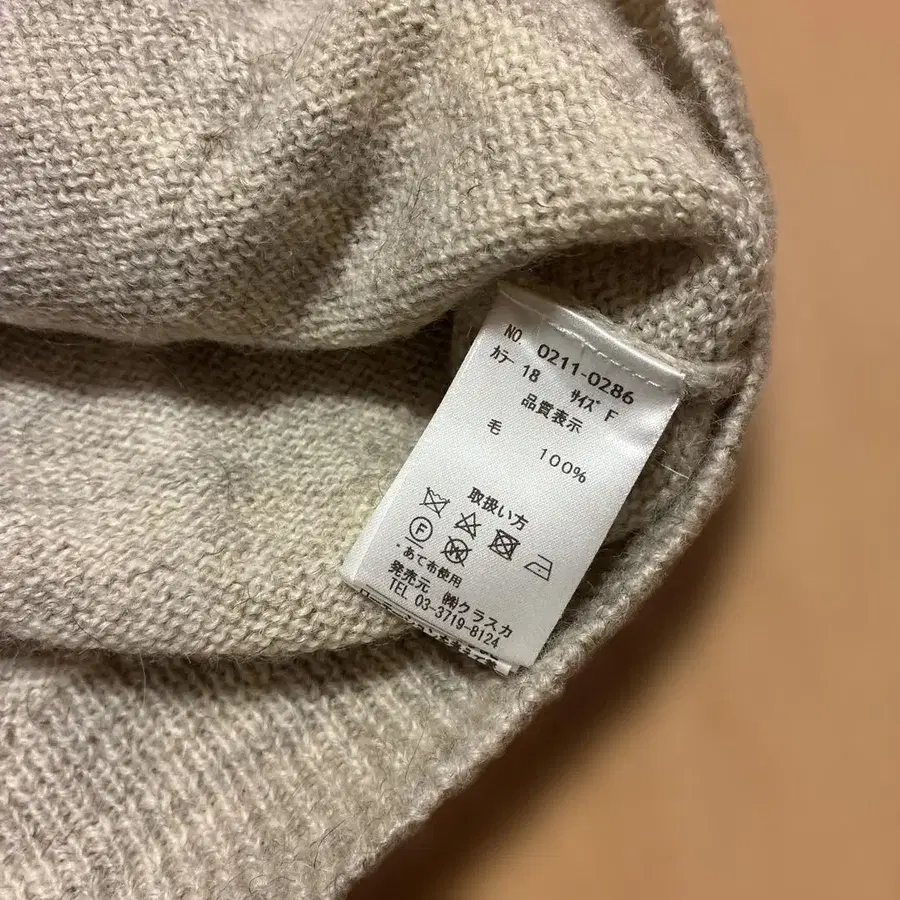 NO. 0211-0286
ｶﾗｰ 18 ｻｲｽﾞ F
品質表示
毛 100%
取扱い方
F W
・あて布使用
発売元 ㈱クラスカ
TEL 03-3719-8124